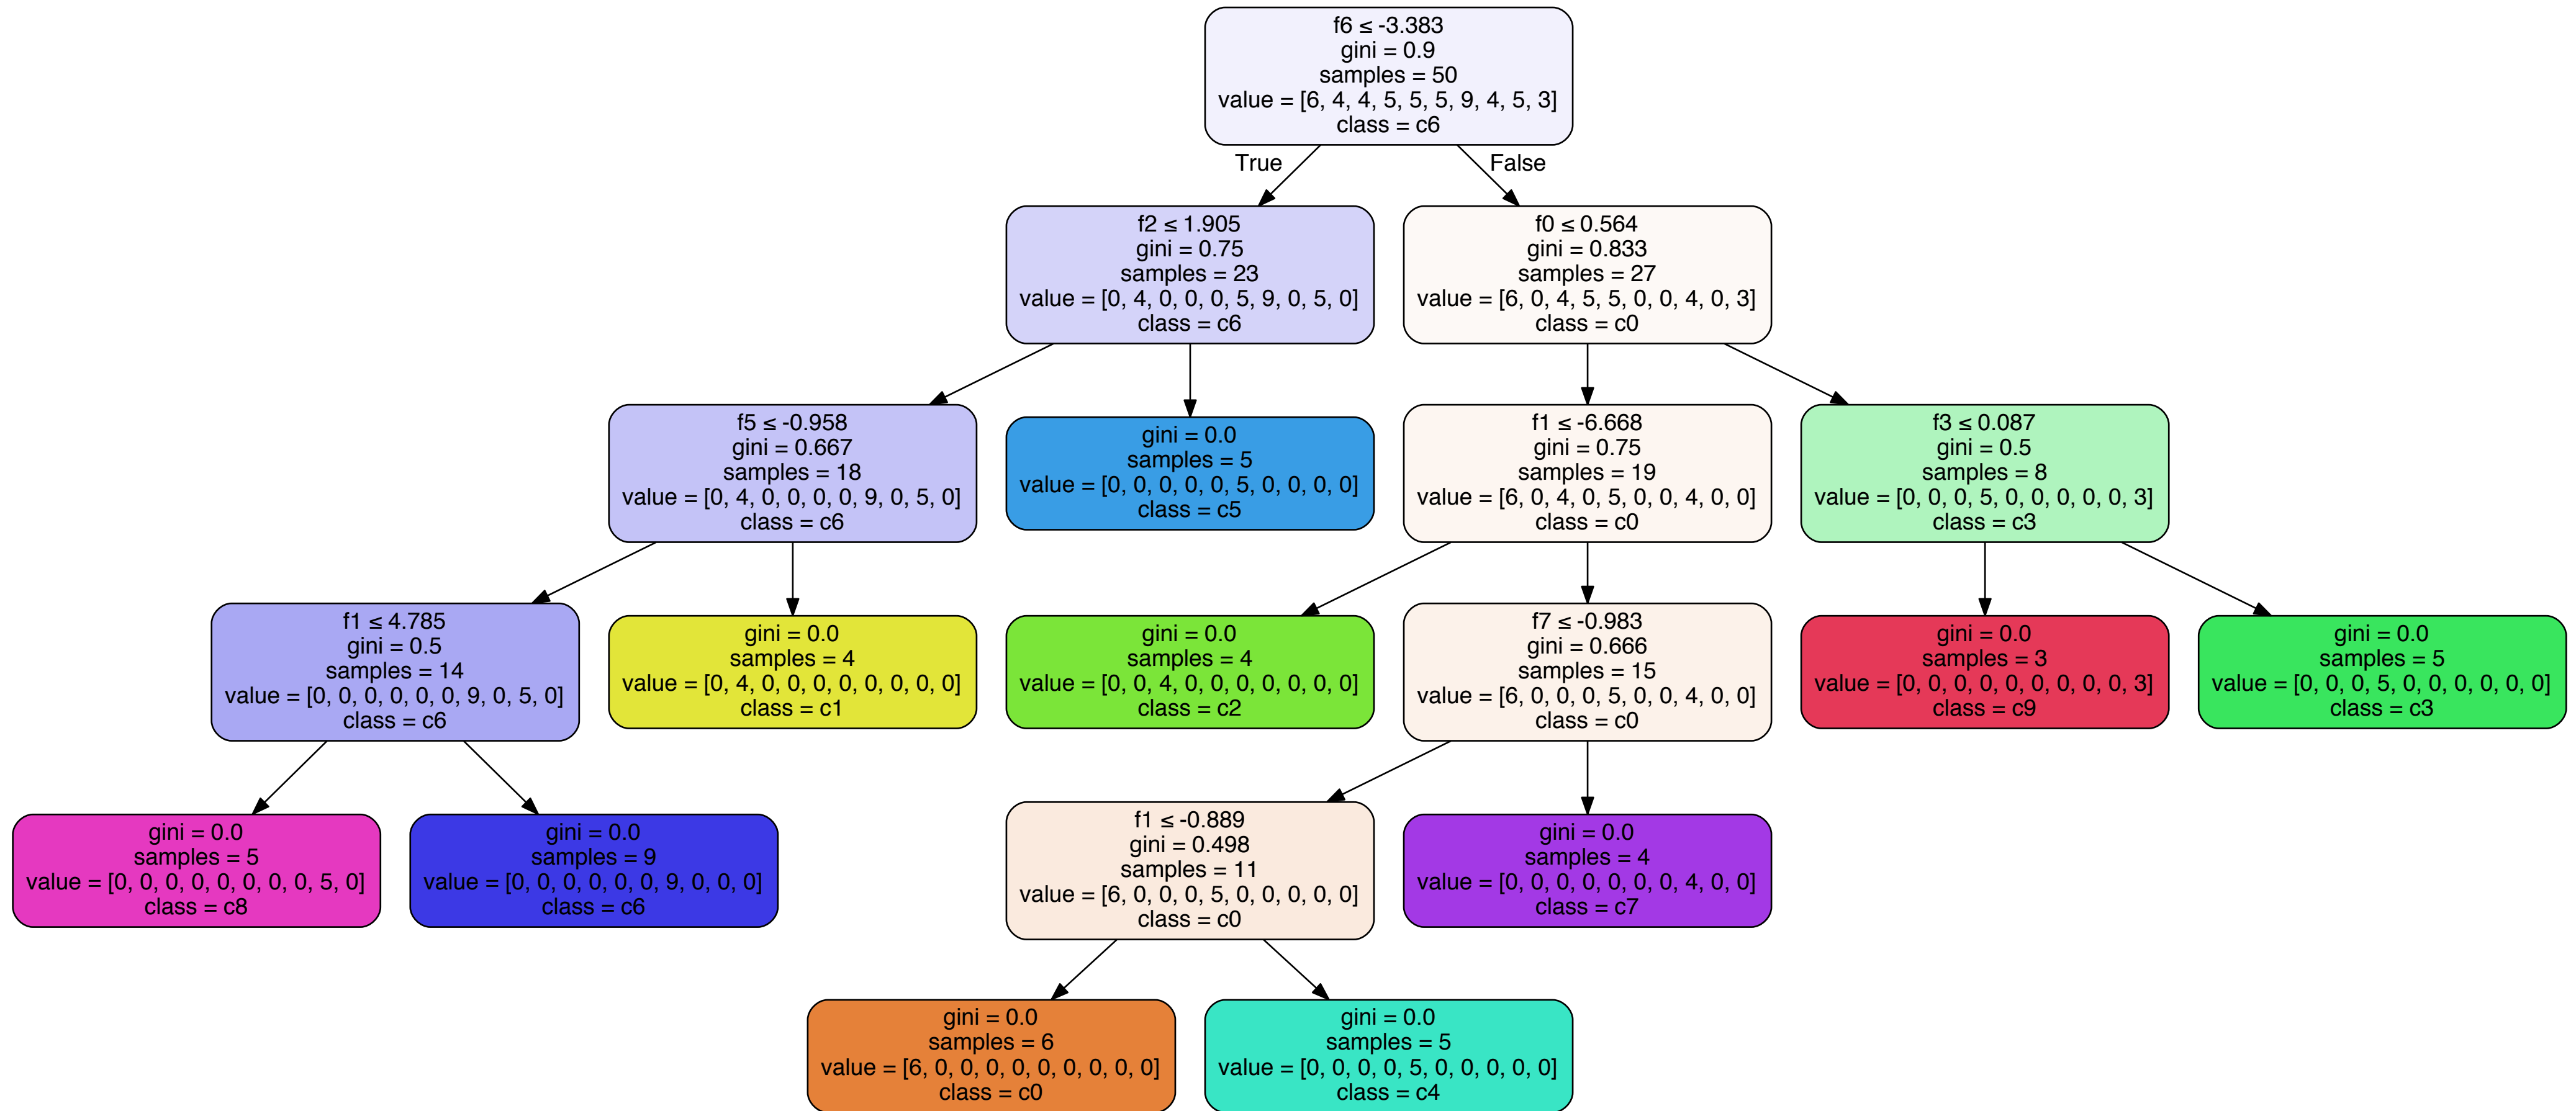 f6 ≤ -3.383
gini = 0.9
samples = 50
value = [6, 4, 4, 5, 5, 5, 9, 4, 5, 3]
class = c6
True
False
f2 ≤ 1.905
gini = 0.75
samples = 23
value = [0, 4, 0, 0, 0, 5, 9, 0, 5, 0]
class = c6
f0 ≤ 0.564
gini = 0.833
samples = 27
value = [6, 0, 4, 5, 5, 0, 0, 4, 0, 3]
class = c0
f5 ≤ -0.958
gini = 0.667
samples = 18
value = [0, 4, 0, 0, 0, 0, 9, 0, 5, 0]
class = c6
gini = 0.0
samples = 5
value = [0, 0, 0, 0, 0, 5, 0, 0, 0, 0]
class = c5
f1 ≤ -6.668
gini = 0.75
samples = 19
value = [6, 0, 4, 0, 5, 0, 0, 4, 0, 0]
class = c0
f3 ≤ 0.087
gini = 0.5
samples = 8
value = [0, 0, 0, 5, 0, 0, 0, 0, 0, 3]
class = c3
f1 ≤ 4.785
gini = 0.5
samples = 14
value = [0, 0, 0, 0, 0, 0, 9, 0, 5, 0]
class = c6
gini = 0.0
samples = 4
value = [0, 4, 0, 0, 0, 0, 0, 0, 0, 0]
class = c1
gini = 0.0
samples = 4
value = [0, 0, 4, 0, 0, 0, 0, 0, 0, 0]
class = c2
f7 ≤ -0.983
gini = 0.666
samples = 15
value = [6, 0, 0, 0, 5, 0, 0, 4, 0, 0]
class = c0
gini = 0.0
samples = 3
value = [0, 0, 0, 0, 0, 0, 0, 0, 0, 3]
class = c9
gini = 0.0
samples = 5
value = [0, 0, 0, 5, 0, 0, 0, 0, 0, 0]
class = c3
gini = 0.0
samples = 5
value = [0, 0, 0, 0, 0, 0, 0, 0, 5, 0]
class = c8
gini = 0.0
samples = 9
value = [0, 0, 0, 0, 0, 0, 9, 0, 0, 0]
class = c6
f1 ≤ -0.889
gini = 0.498
samples = 11
value = [6, 0, 0, 0, 5, 0, 0, 0, 0, 0]
class = c0
gini = 0.0
samples = 4
value = [0, 0, 0, 0, 0, 0, 0, 4, 0, 0]
class = c7
gini = 0.0
samples = 6
value = [6, 0, 0, 0, 0, 0, 0, 0, 0, 0]
class = c0
gini = 0.0
samples = 5
value = [0, 0, 0, 0, 5, 0, 0, 0, 0, 0]
class = c4